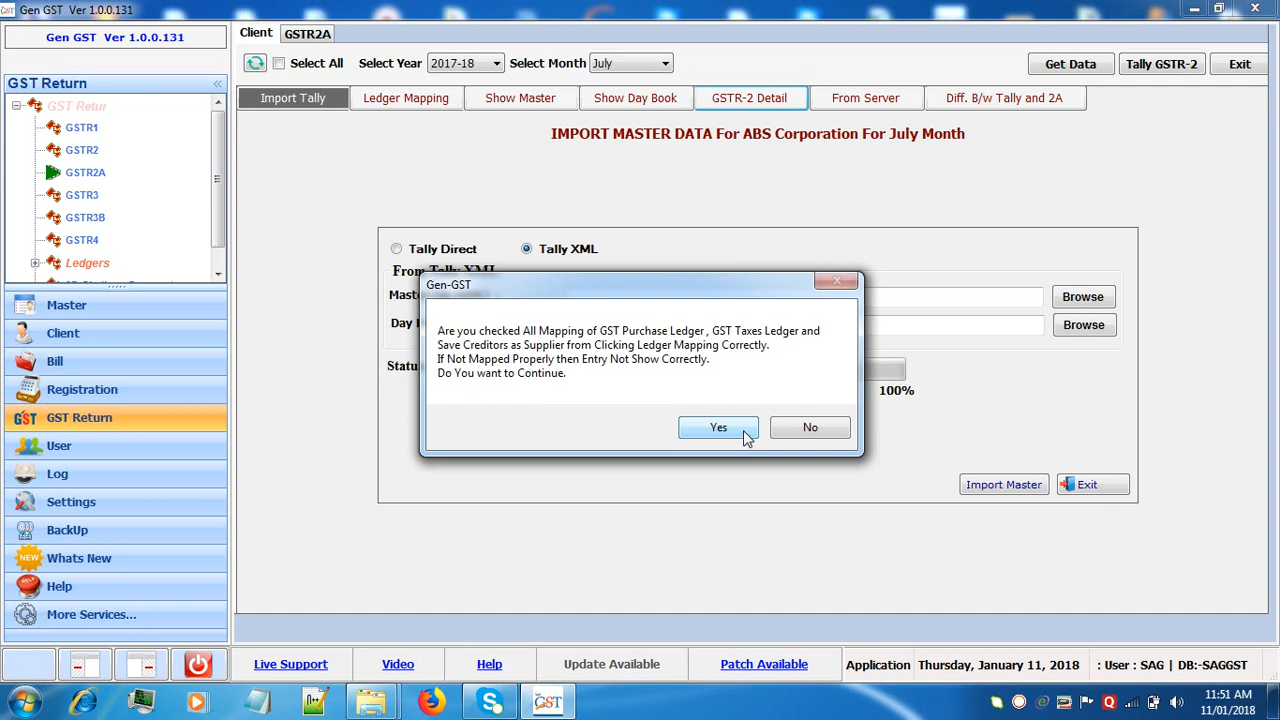 Gen GST Ver 1.0.0.131
Gen GST Ver 1.0.0.131
GST Return
GST Retur
GSTR1
GSTR2
GSTR2A
GSTR3
GSTR3B
GSTR4
Ledgers
Master
Client
Bill
Registration
GST Return
User
Log
Settings
BackUp
Whats New
Help
More Services...
Client GSTR2A
Select All Select Year 2017-18 Select Month July Get Data Tally GSTR-2 Exit
Import Tally Ledger Mapping Show Master Show Day Book GSTR-2 Detail From Server Diff. B/w Tally and 2A
IMPORT MASTER DATA For ABS Corporation For July Month
Tally Direct Tally XML
From Tally XML
Browse
Day Browse
100%
Gen-GST
Are you checked All Mapping of GST Purchase Ledger , GST Taxes Ledger and
Save Creditors as Supplier from Clicking Ledger Mapping Correctly.
If Not Mapped Properly then Entry Not Show Correctly.
Do You want to Continue.
Yes No
Import Master Exit
Live Support Video Help Update Available Patch Available Application Thursday, January 11, 2018 : User : SAG | DB:-SAGGST
11:51 AM
11/01/2018